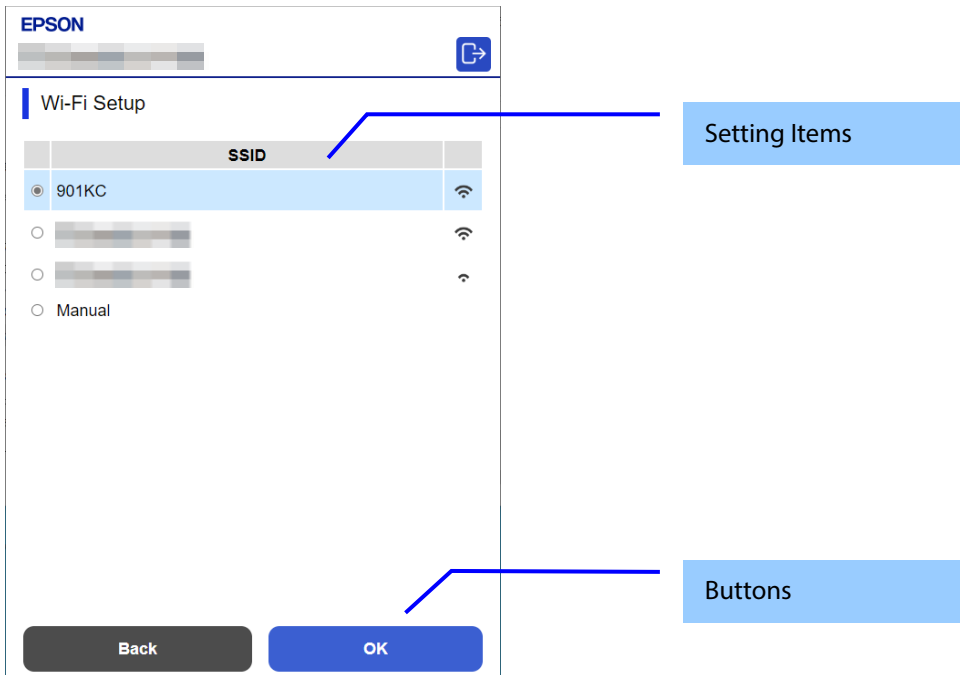 EPSON
Wi-Fi Setup
Setting Items
SSID
901KC
Manual
Buttons
Back
OK